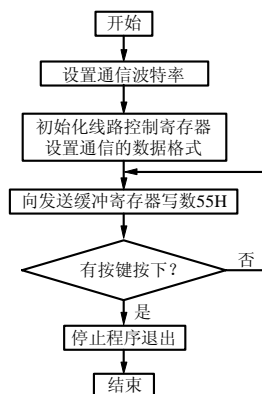 开始
设置通信波特率
初始化线路控制寄存器
设置通信的数据格式
向发送缓冲寄存器写数55H
有按键按下？
否
是
停止程序退出
结束